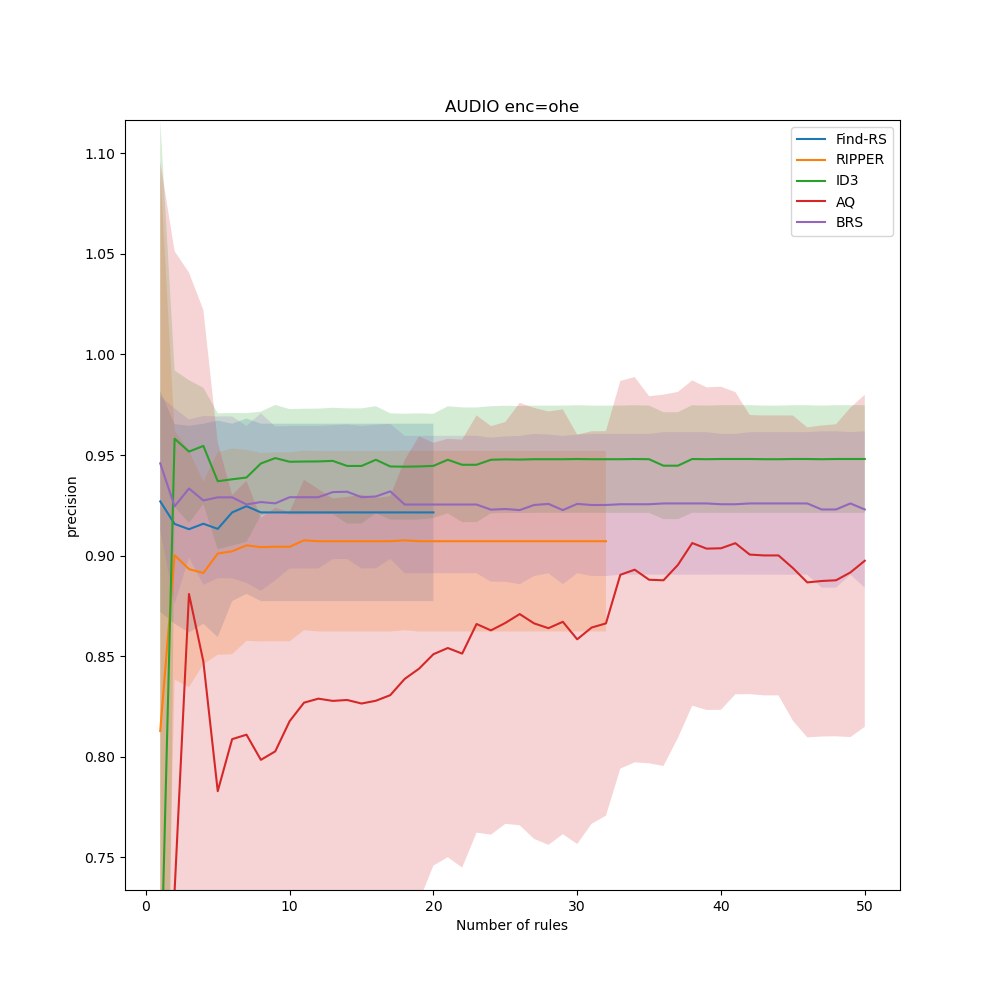 AUDIO enc=ohe
1.10
1.05
1.00
0.95
0.90
0.85
0.80
0.75
precision
Find-RS
RIPPER
ID3
AQ
BRS
0 10 20 30 40 50
Number of rules